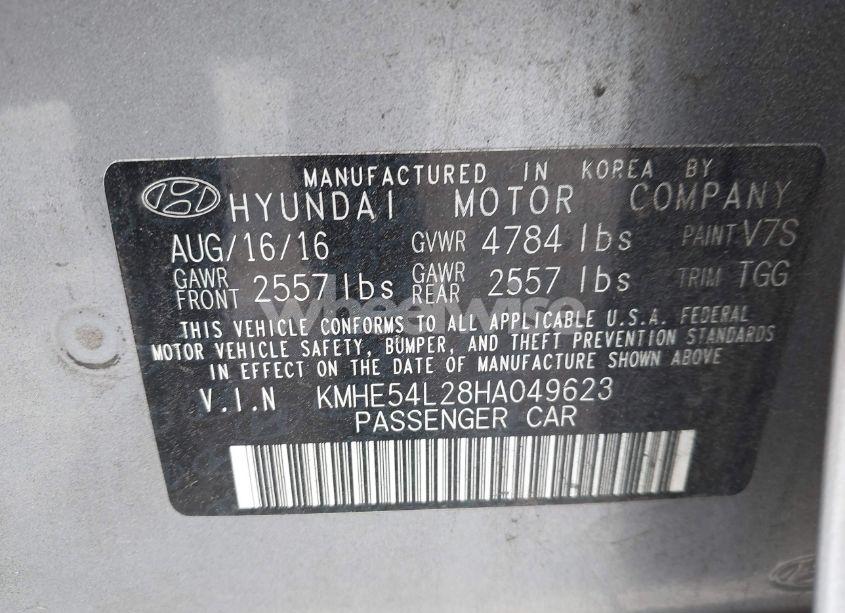 MANUFACTURED IN KOREA BY
HYUNDAI MOTOR COMPANY
AUG/16/16 GVWR 4784 lbs PAINT V7S
GAWR FRONT 2557 lbs GAWR REAR 2557 lbs TRIM TGG
wheelwise
THIS VEHICLE CONFORMS TO ALL APPLICABLE U.S.A. FEDERAL
MOTOR VEHICLE SAFETY, BUMPER, AND THEFT PREVENTION STANDARDS
IN EFFECT ON THE DATE OF MANUFACTURE SHOWN ABOVE.
V.I.N KMHE54L28HA049623
PASSENGER CAR